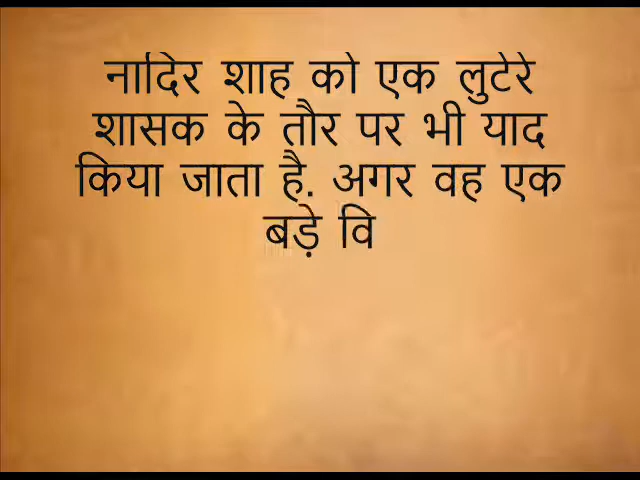 नादिर शाह को एक लुटेरे
शासक के तौर पर भी याद
किया जाता है. अगर वह एक
बड़े वि